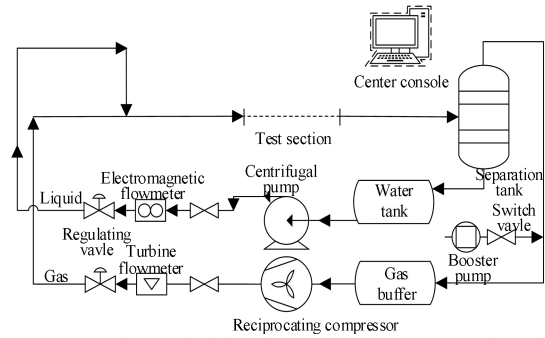 Center console
Test section
Separation
tank
Electromagnetic
flowmeter
Centrifugal
pump
Water
tank
Switch
vavle
Liquid
Regulating
vavle
Turbine
flowmeter
Booster
pump
Gas
Gas
buffer
Reciprocating compressor